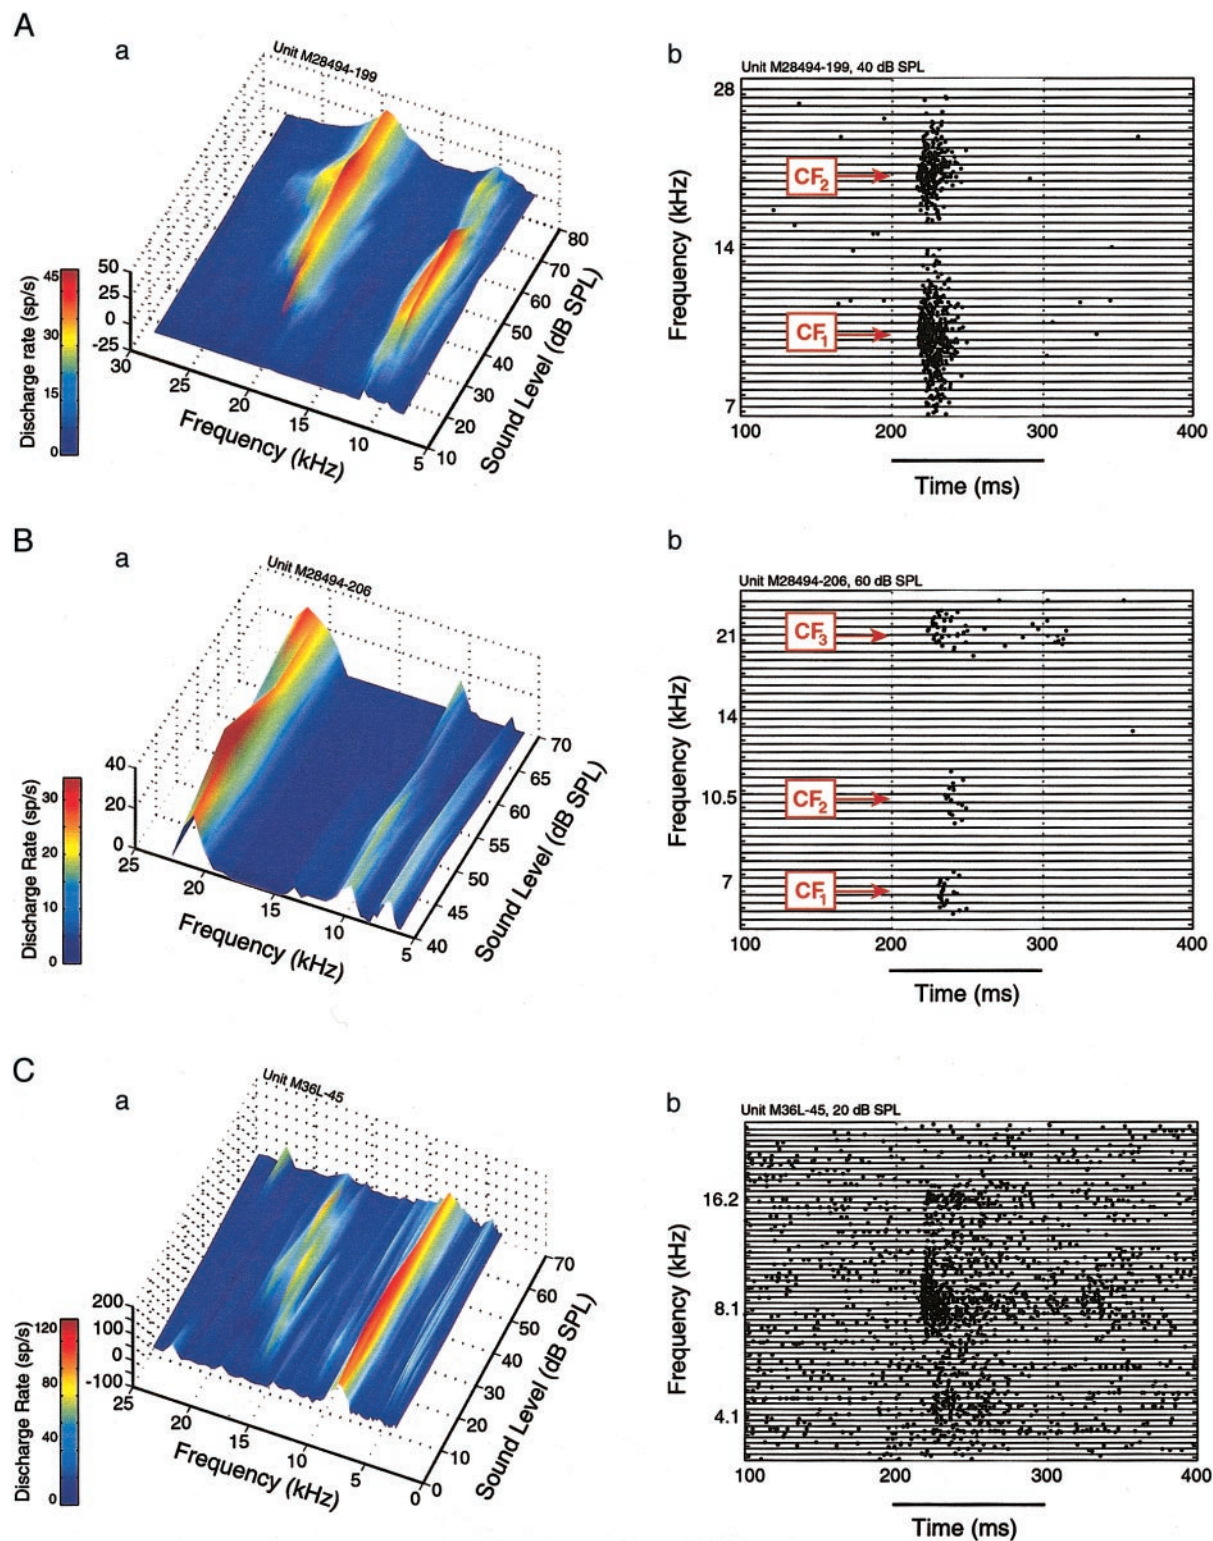 A
a
Unit M28494-199
50
25
0
-25
45
30
15
0
Discharge rate (sp/s)
30
25
20
15
10
5
Frequency (kHz)
80
70
60
50
40
30
20
10
Sound Level (dB SPL)
b
Unit M28494-199, 40 dB SPL
28
14
7
Frequency (kHz)
CF2
CF1
100
200
300
400
Time (ms)
B
a
Unit M28494-206
40
20
0
30
20
10
0
Discharge Rate (sp/s)
25
20
15
10
5
Frequency (kHz)
70
65
60
55
50
45
40
Sound Level (dB SPL)
b
Unit M28494-206, 60 dB SPL
21
14
10.5
7
Frequency (kHz)
CF3
CF2
CF1
100
200
300
400
Time (ms)
C
a
Unit M36L-45
200
100
0
-100
120
80
40
0
Discharge Rate (sp/s)
25
20
15
10
5
0
Frequency (kHz)
70
60
50
40
30
20
10
0
Sound Level (dB SPL)
b
Unit M36L-45, 20 dB SPL
16.2
8.1
4.1
Frequency (kHz)
100
200
300
400
Time (ms)